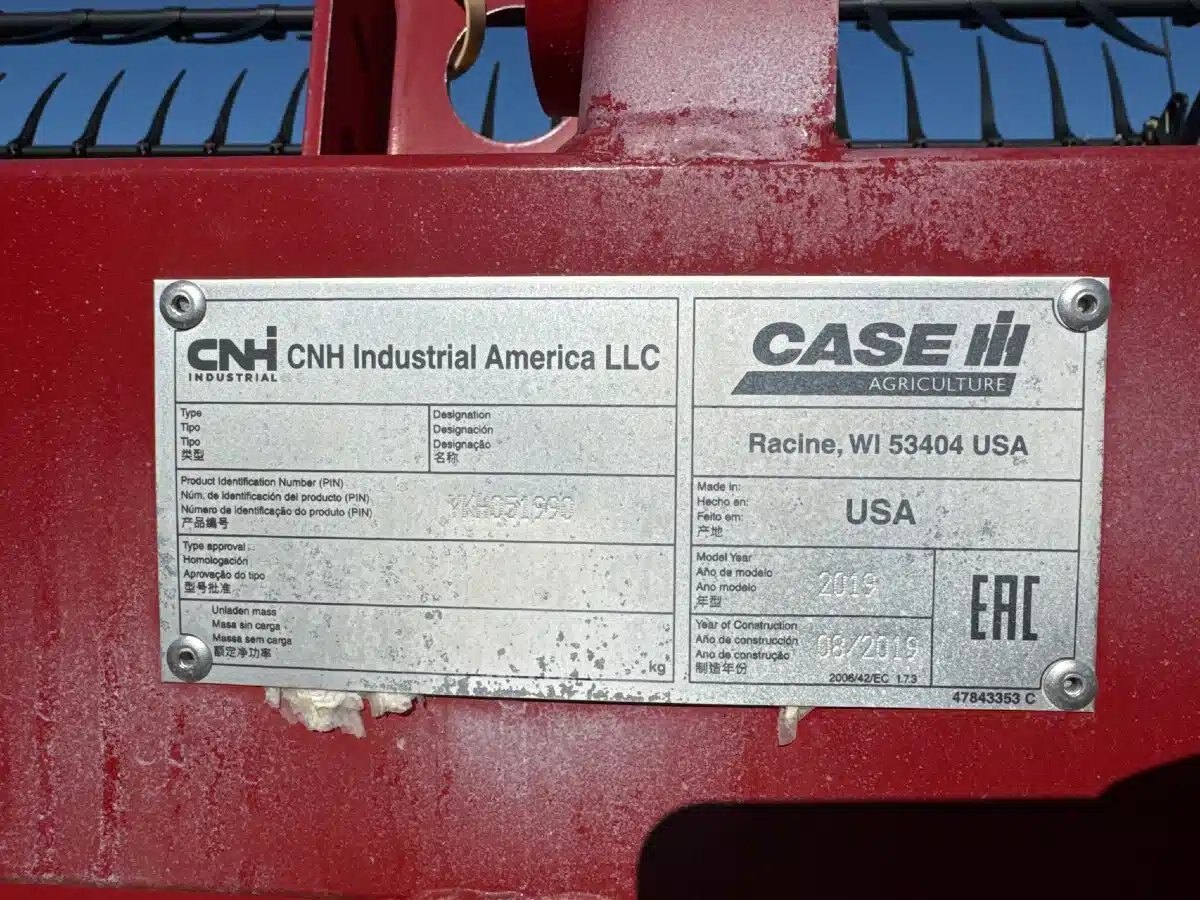 CNH INDUSTRIAL CNH Industrial America LLC
Type
Tipo
Tipo
类型
Designation
Designación
Designação
名称
Product Identification Number (PIN)
Núm. de identificación del producto (PIN)
Número de identificação do produto (PIN)
产品编号
YKH051990
Type approval
Homologación
Aprovação do tipo
型号批准
Unladen mass
Masa sin carga
Massa sem carga
额定净功率
kg
CASE IH
AGRICULTURE
Racine, WI 53404 USA
Made in:
Hecho en:
Feito em:
产地
USA
Model Year
Año de modelo
Ano modelo
年型
2019
Year of Construction
Año de construcción
Ano de construção
制造年份
08/2019
2006/42/EC 1.7.3
EAC
47843353 C